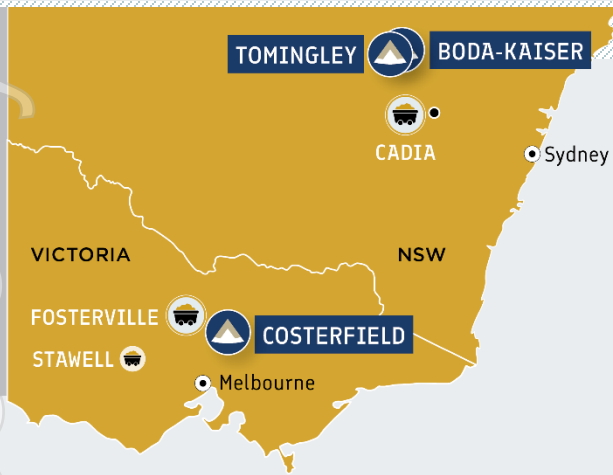 TOMINGLEY
BODA-KAISER
CADIA
Sydney
VICTORIA
NSW
FOSTERVILLE
COSTERFIELD
STAWELL
Melbourne